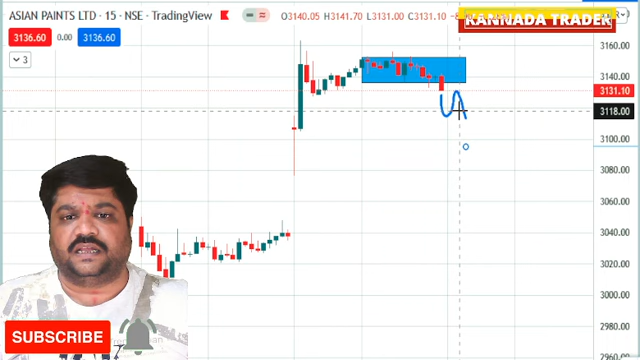 ASIAN PAINTS LTD · 15 · NSE · TradingView
O3140.05 H3141.70 L3131.00 C3131.10
KANNADA TRADER
3136.60 0.00 3136.60
3
3160.00
3140.00
3131.10
3118.00
3100.00
3080.00
3060.00
3040.00
3020.00
3000.00
2980.00
2960.00
SUBSCRIBE